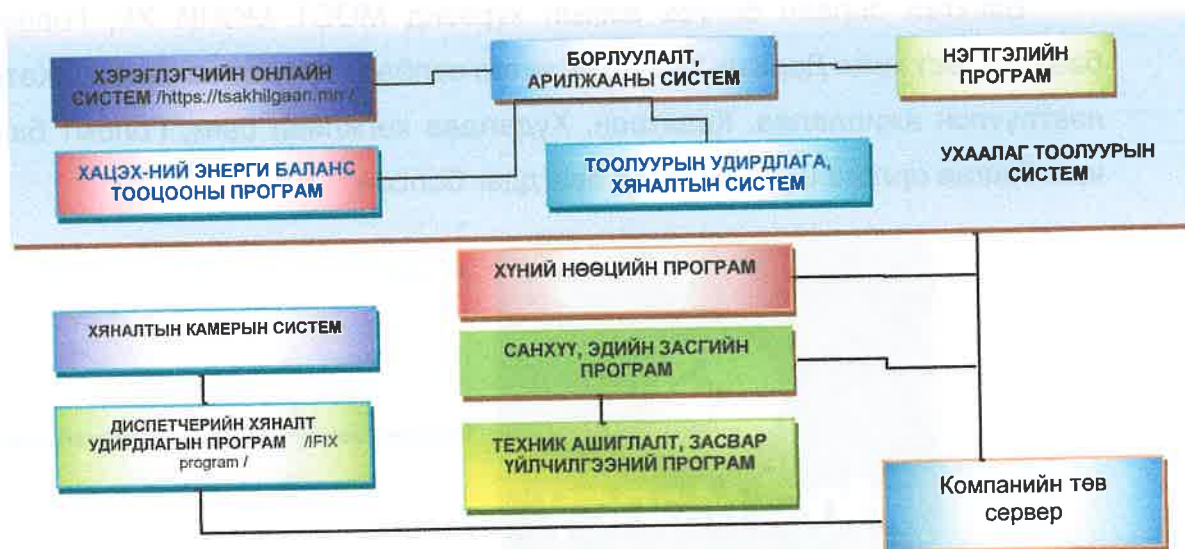 ХЭРЭГЛЭГЧИЙН ОНЛАЙН
СИСТЕМ /https://tsakhilgaan.mn /
БОРЛУУЛАЛТ,
АРИЛЖААНЫ СИСТЕМ
НЭГТГЭЛИЙН
ПРОГРАМ
ХАЦЭХ-НИЙ ЭНЕРГИ БАЛАНС
ТООЦООНЫ ПРОГРАМ
ТООЛУУРЫН УДИРДЛАГА,
ХЯНАЛТЫН СИСТЕМ
УХААЛАГ ТООЛУУРЫН
СИСТЕМ
ХҮНИЙ НӨӨЦИЙН ПРОГРАМ
ХЯНАЛТЫН КАМЕРЫН СИСТЕМ
САНХҮҮ, ЭДИЙН ЗАСГИЙН
ПРОГРАМ
ДИСПЕТЧЕРИЙН ХЯНАЛТ
УДИРДЛАГЫН ПРОГРАМ /IFIX
program /
ТЕХНИК АШИГЛАЛТ, ЗАСВАР
ҮЙЛЧИЛГЭЭНИЙ ПРОГРАМ
Компанийн төв
сервер